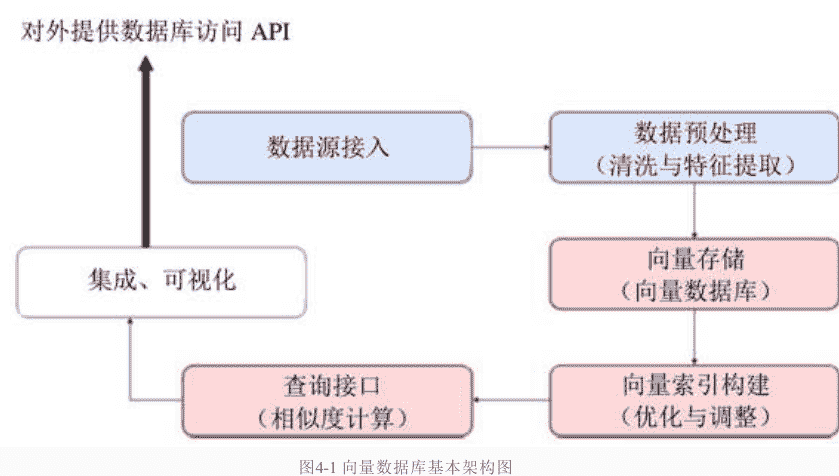 对外提供数据库访问 API
数据源接入
数据预处理
（清洗与特征提取）
向量存储
（向量数据库）
集成、可视化
查询接口
（相似度计算）
向量索引构建
（优化与调整）
图4-1 向量数据库基本架构图